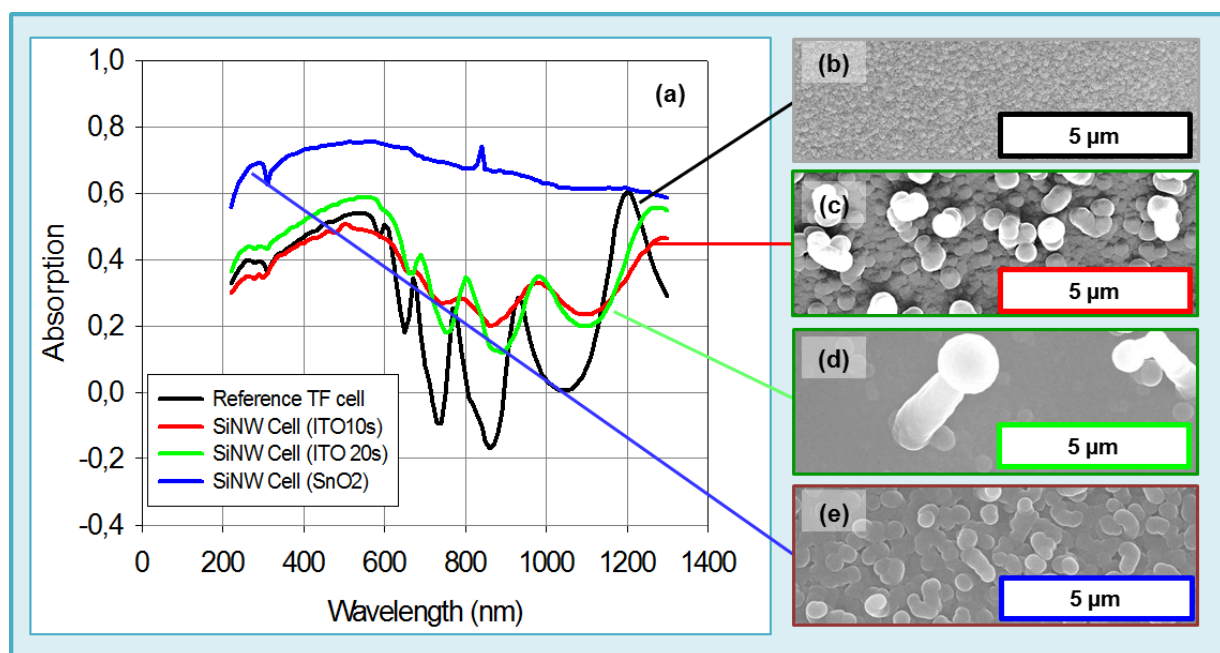 (a)
1,0
0,8
0,6
0,4
0,2
0,0
-0,2
-0,4
Absorption
0 200 400 600 800 1000 1200 1400
Wavelength (nm)
Reference TF cell
SiNW Cell (ITO10s)
SiNW Cell (ITO 20s)
SiNW Cell (SnO2)
(b)
5 µm
(c)
5 µm
(d)
5 µm
(e)
5 µm